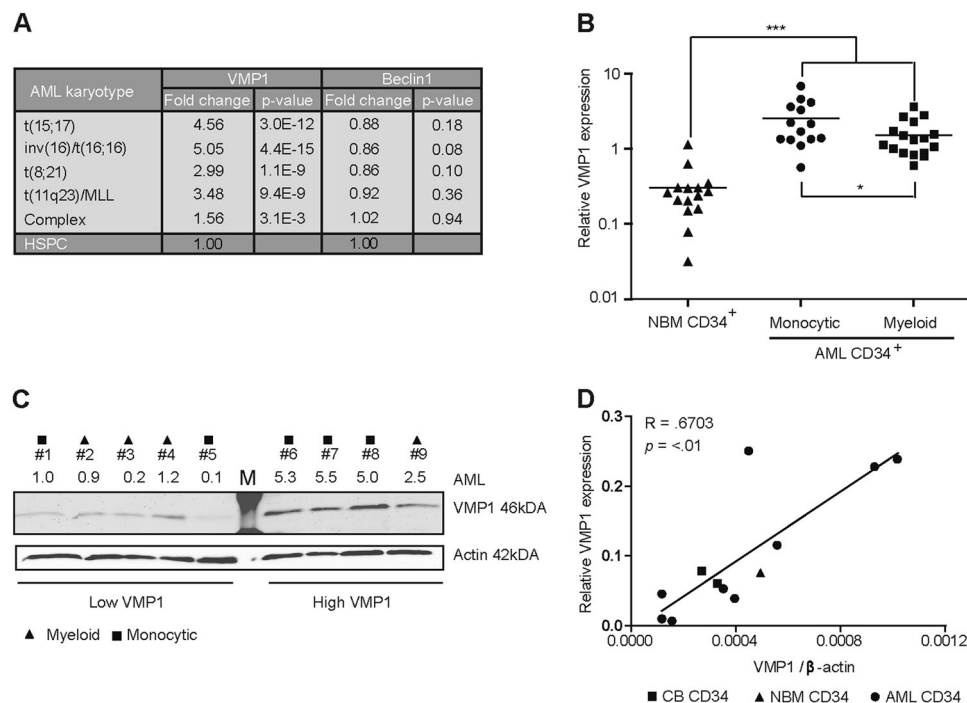 A
AML karyotype VMP1 Beclin1
Fold change p-value Fold change p-value
t(15;17) 4.56 3.0E-12 0.88 0.18
inv(16)/t(16;16) 5.05 4.4E-15 0.86 0.08
t(8;21) 2.99 1.1E-9 0.86 0.10
t(11q23)/MLL 3.48 9.4E-9 0.92 0.36
Complex 1.56 3.1E-3 1.02 0.94
HSPC 1.00 1.00
B
***
Relative VMP1 expression
10
1
0.1
0.01
*
NBM CD34+ Monocytic Myeloid
AML CD34+
C
#1 #2 #3 #4 #5 #6 #7 #8 #9
1.0 0.9 0.2 1.2 0.1 M 5.3 5.5 5.0 2.5 AML
VMP1 46kDA
Actin 42kDA
Low VMP1 High VMP1
▲ Myeloid ■ Monocytic
D
R = .6703
p = <.01
Relative VMP1 expression
0.3
0.2
0.1
0.0
0.0000 0.0004 0.0008 0.0012
VMP1 / β-actin
■ CB CD34 ▲ NBM CD34 ● AML CD34